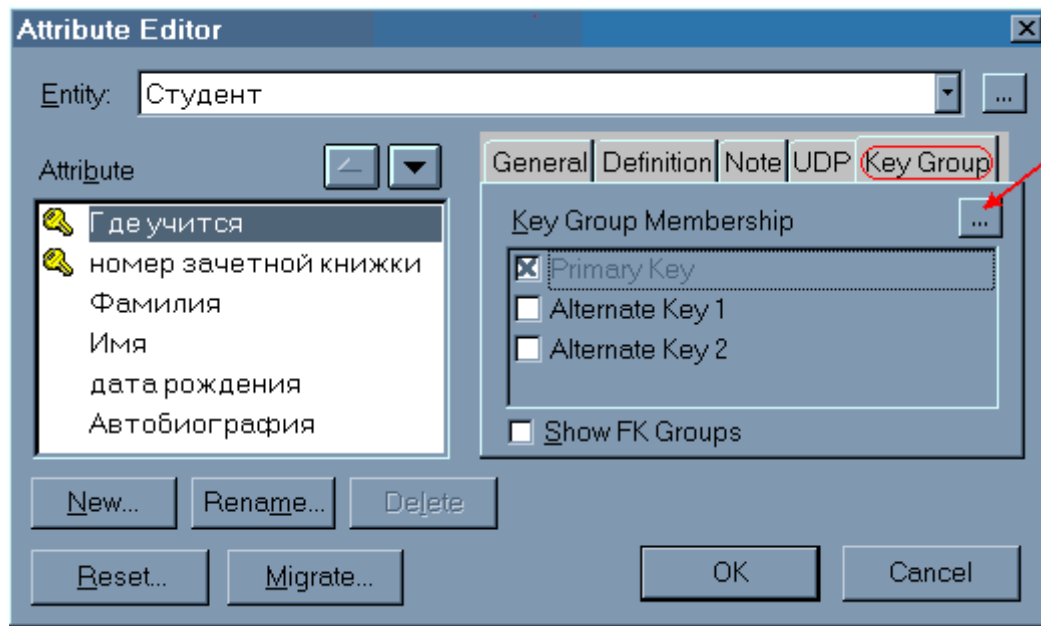 Attribute Editor
Entity: Студент ...
Attribute
General Definition Note UDP Key Group
Key Group Membership ...
Где учится
номер зачетной книжки
Фамилия
Имя
дата рождения
Автобиография
Primary Key
Alternate Key 1
Alternate Key 2
Show FK Groups
New... Rename... Delete
Reset... Migrate... OK Cancel